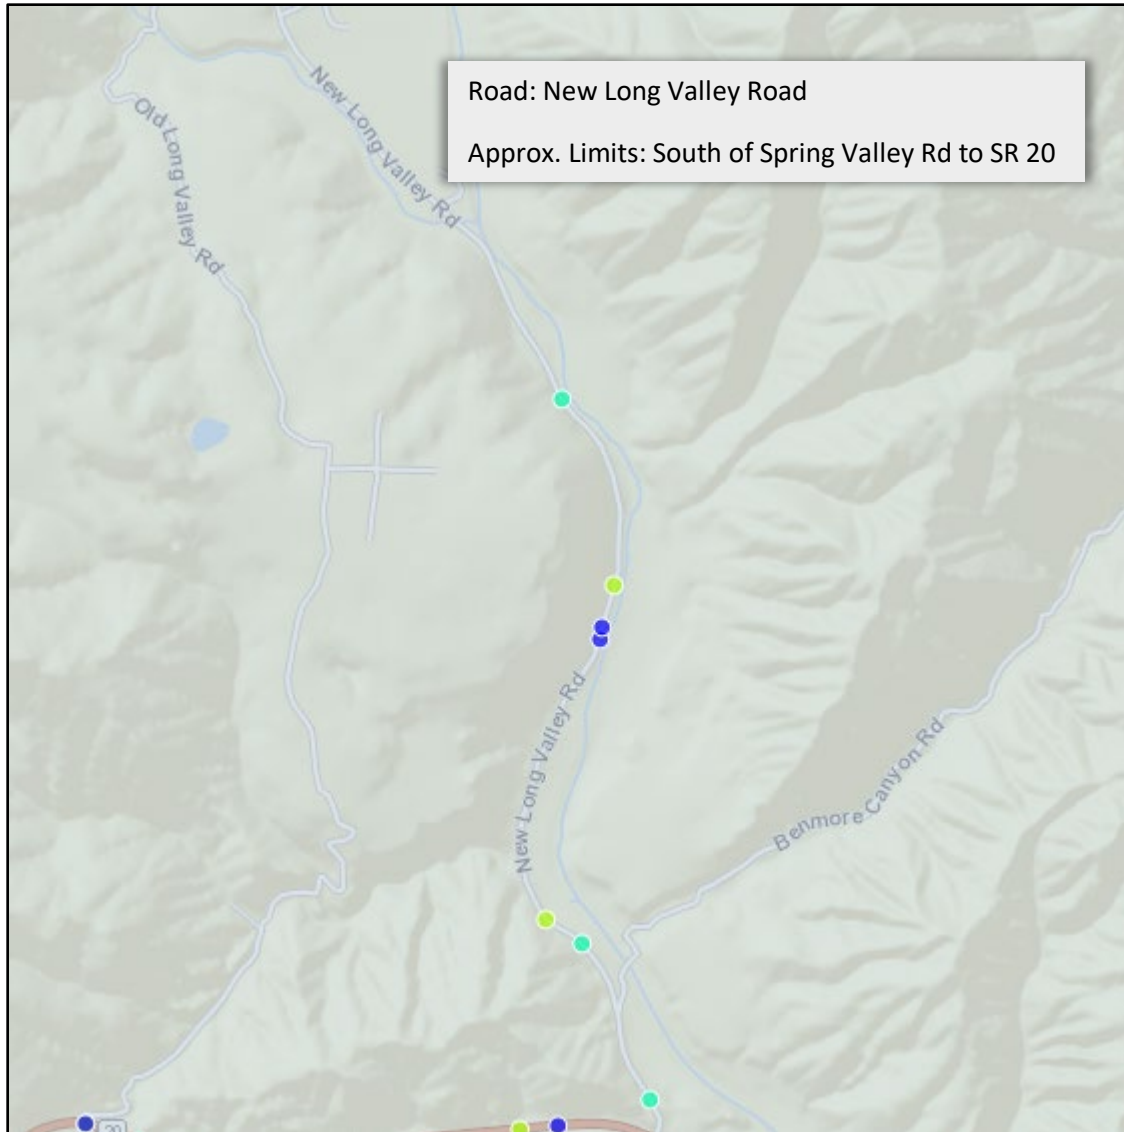 Road: New Long Valley Road
Approx. Limits: South of Spring Valley Rd to SR 20
New Long Valley Rd
Old Long Valley Rd
New Long Valley Rd
Benmore Canyon Rd
20